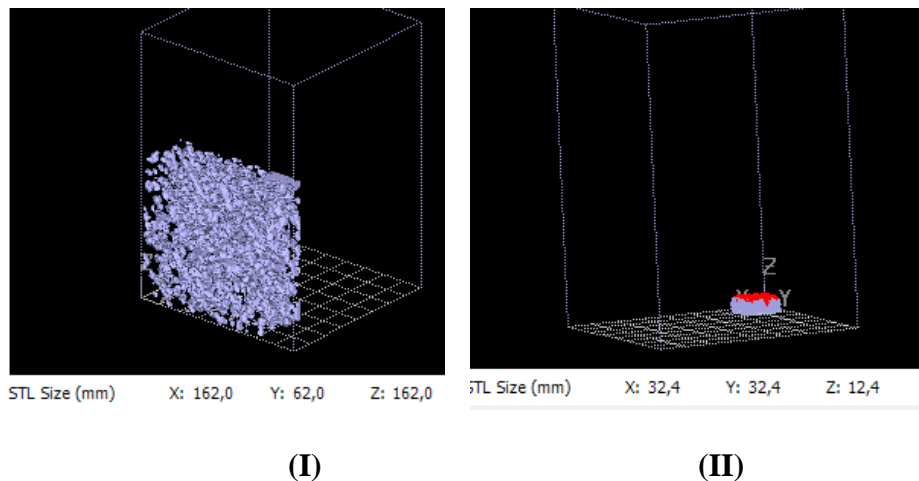 Z
Y
STL Size (mm) X: 162,0 Y: 62,0 Z: 162,0
STL Size (mm) X: 32,4 Y: 32,4 Z: 12,4
(I) (II)